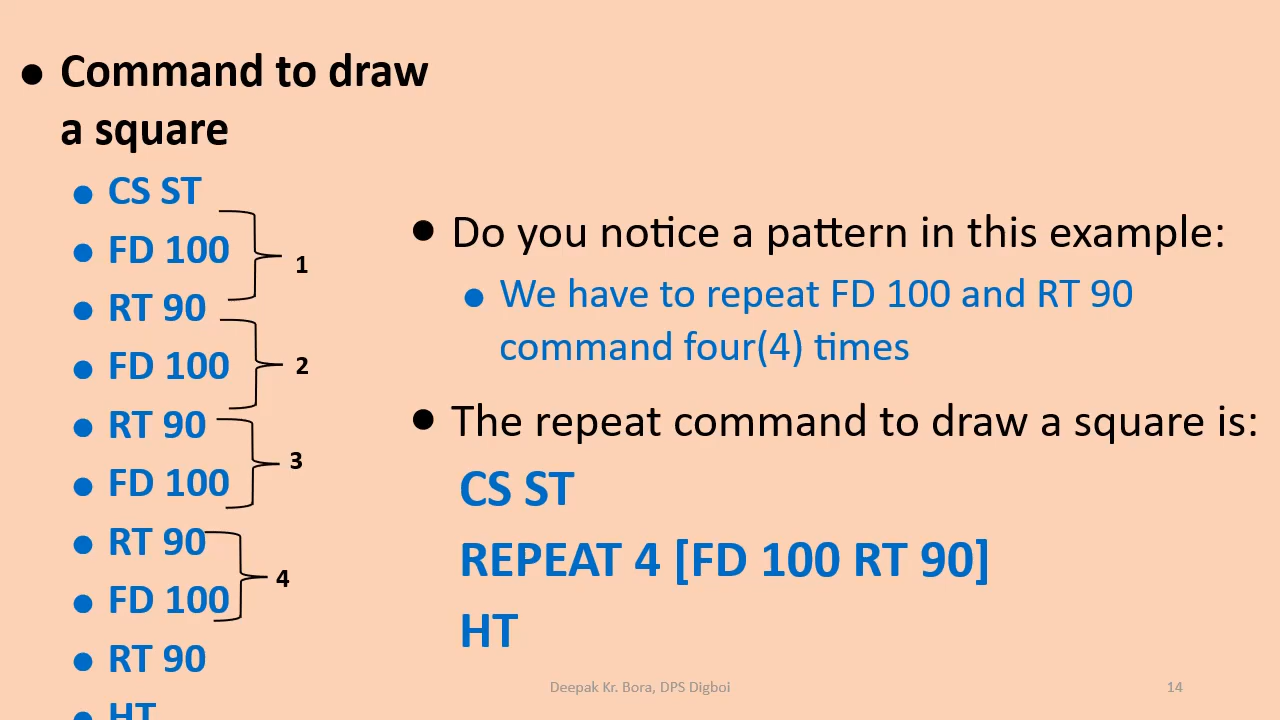 Command to draw
a square
CS ST
FD 100
RT 90
FD 100
RT 90
FD 100
RT 90
FD 100
RT 90
HT
1
2
3
4
Do you notice a pattern in this example:
We have to repeat FD 100 and RT 90
command four(4) times
The repeat command to draw a square is:
CS ST
REPEAT 4 [FD 100 RT 90]
HT
Deepak Kr. Bora, DPS Digboi
14